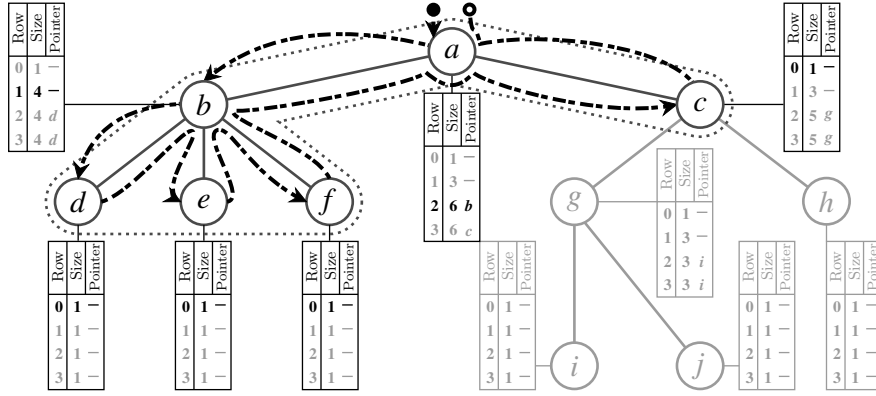 a
b
c
d
e
f
g
h
i
j
Row Size Pointer
0 1 –
1 4 –
2 4 d
3 4 d
Row Size Pointer
0 1 –
1 3 –
2 6 b
3 6 c
Row Size Pointer
0 1 –
1 3 –
2 5 g
3 5 g
Row Size Pointer
0 1 –
1 3 –
2 3 i
3 3 i
Row Size Pointer
0 1 –
1 1 –
2 1 –
3 1 –
Row Size Pointer
0 1 –
1 1 –
2 1 –
3 1 –
Row Size Pointer
0 1 –
1 1 –
2 1 –
3 1 –
Row Size Pointer
0 1 –
1 1 –
2 1 –
3 1 –
Row Size Pointer
0 1 –
1 1 –
2 1 –
3 1 –
Row Size Pointer
0 1 –
1 1 –
2 1 –
3 1 –